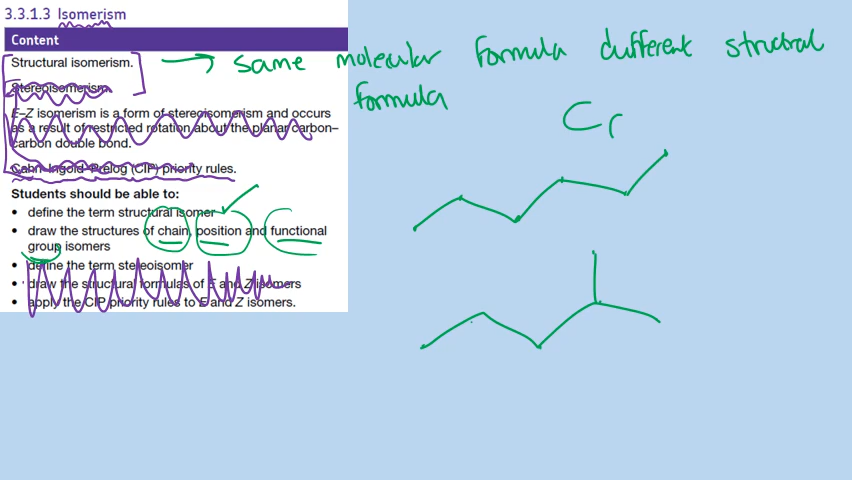 3.3.1.3 Isomerism
Content
Structural isomerism.
Stereoisomerism.
E–Z isomerism is a form of stereoisomerism and occurs
as a result of restricted rotation about the planar carbon–
carbon double bond.
Cahn–Ingold–Prelog (CIP) priority rules.
Students should be able to:
• define the term structural isomer
• draw the structures of chain, position and functional
group isomers
• define the term stereoisomer
• draw the structural formulas of E and Z isomers
• apply the CIP priority rules to E and Z isomers.
same molecular formula different structral
formula